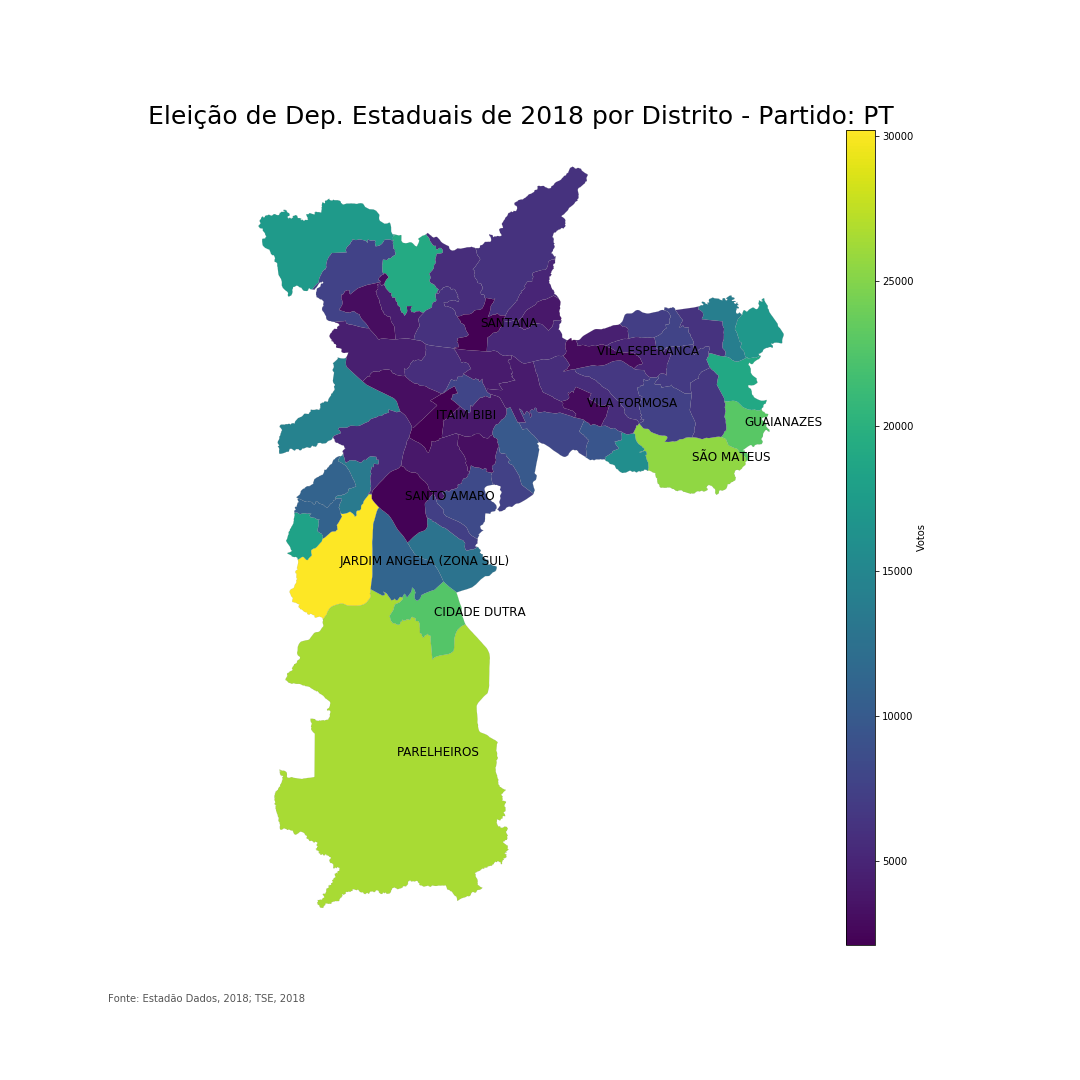 Eleição de Dep. Estaduais de 2018 por Distrito - Partido: PT
30000
25000
20000
15000
10000
5000
Votos
SANTANA
VILA ESPERANCA
VILA FORMOSA
ITAIM BIBI
GUAIANAZES
SÃO MATEUS
SANTO AMARO
JARDIM ANGELA (ZONA SUL)
CIDADE DUTRA
PARELHEIROS
Fonte: Estadão Dados, 2018; TSE, 2018